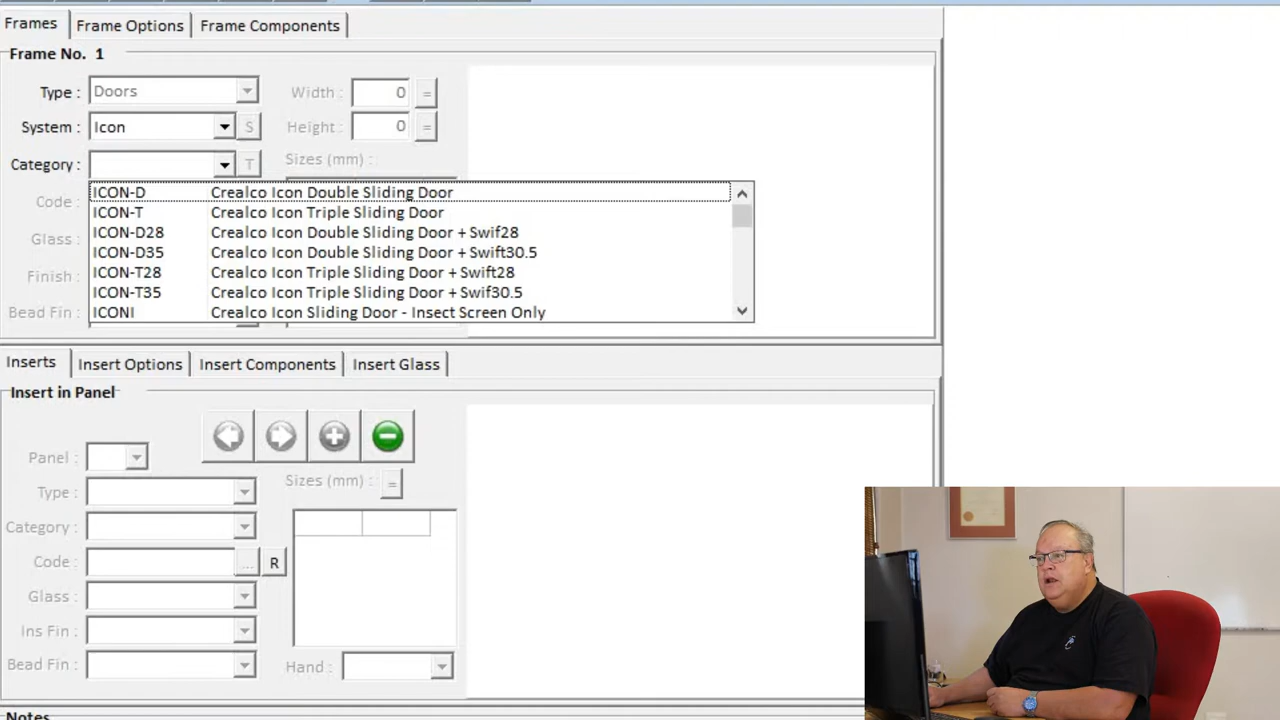 Frames Frame Options Frame Components
Frame No. 1
Type : Doors Width : 0 =
System : Icon S Height : 0 =
Category : T Sizes (mm) :
ICON-D Crealco Icon Double Sliding Door
Code : ICON-T Crealco Icon Triple Sliding Door
ICON-D28 Crealco Icon Double Sliding Door + Swif28
Glass : ICON-D35 Crealco Icon Double Sliding Door + Swift30.5
Finish : ICON-T28 Crealco Icon Triple Sliding Door + Swift28
ICON-T35 Crealco Icon Triple Sliding Door + Swif30.5
Bead Fin : ICONI Crealco Icon Sliding Door - Insect Screen Only
Inserts Insert Options Insert Components Insert Glass
Insert in Panel
Panel :
Sizes (mm) : =
Type :
Category :
Code : ... R
Glass :
Ins Fin :
Bead Fin : Hand :
Notes